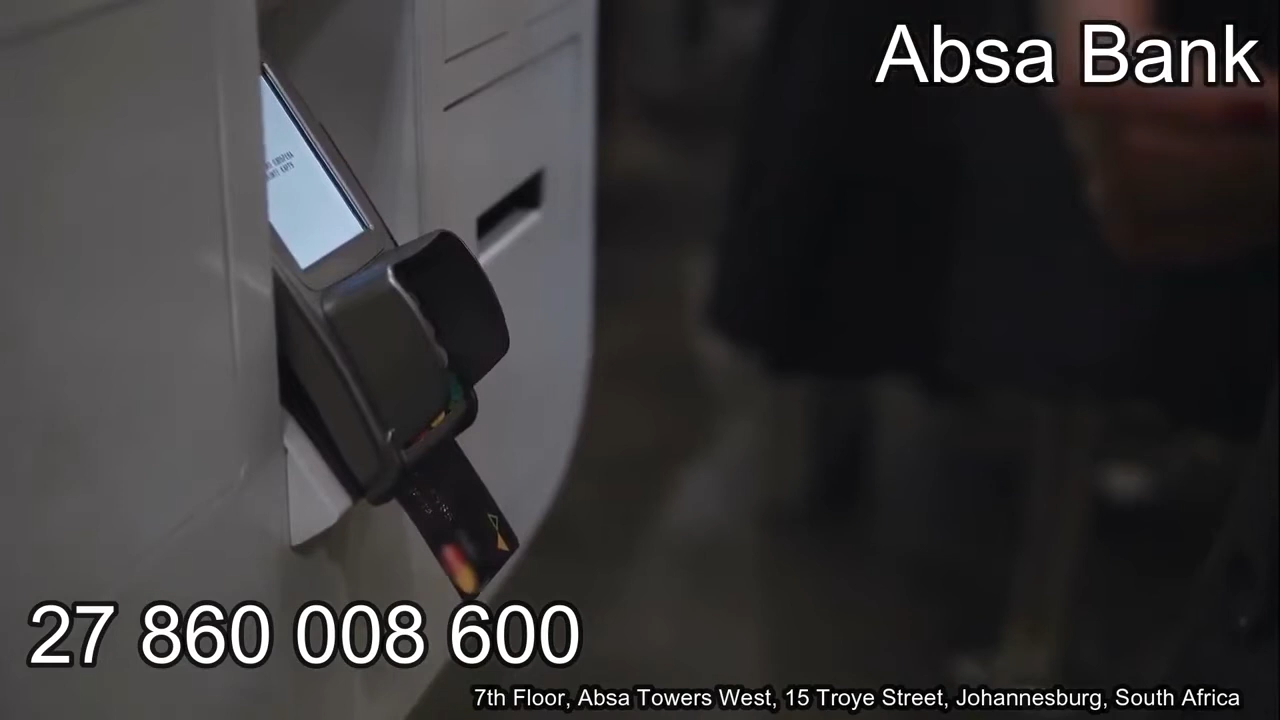 Absa Bank
27 860 008 600
7th Floor, Absa Towers West, 15 Troye Street, Johannesburg, South Africa